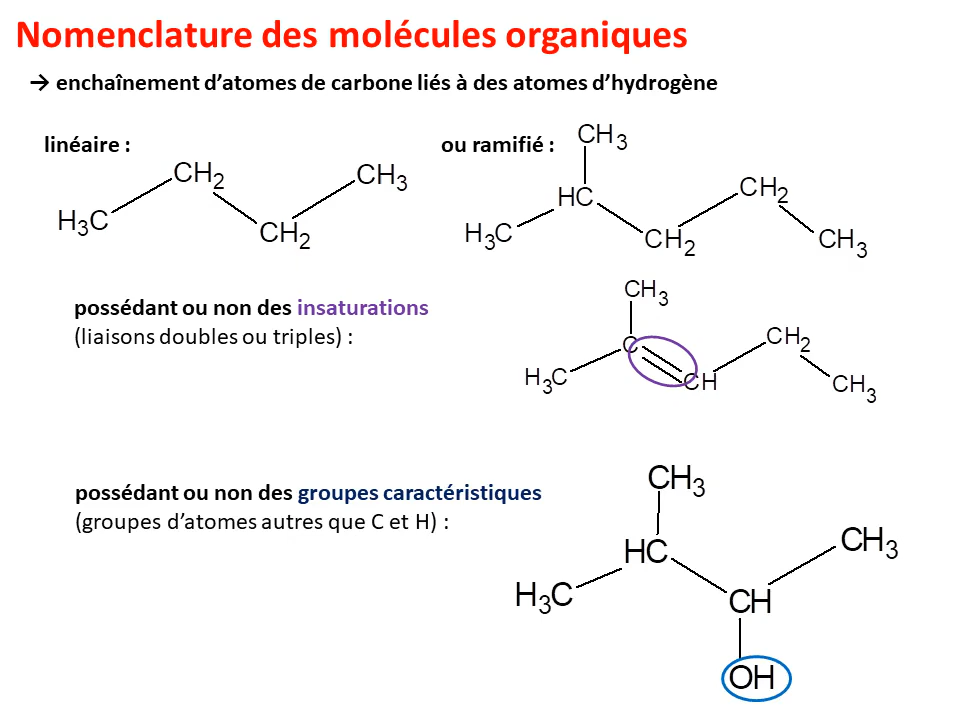 Nomenclature des molécules organiques
→ enchaînement d’atomes de carbone liés à des atomes d’hydrogène
linéaire :
H3C
CH2
CH2
CH3
ou ramifié :
CH3
HC
H3C
CH2
CH2
CH3
possédant ou non des insaturations
(liaisons doubles ou triples) :
CH3
C
H3C
CH
CH2
CH3
possédant ou non des groupes caractéristiques
(groupes d’atomes autres que C et H) :
CH3
HC
H3C
CH
CH3
OH